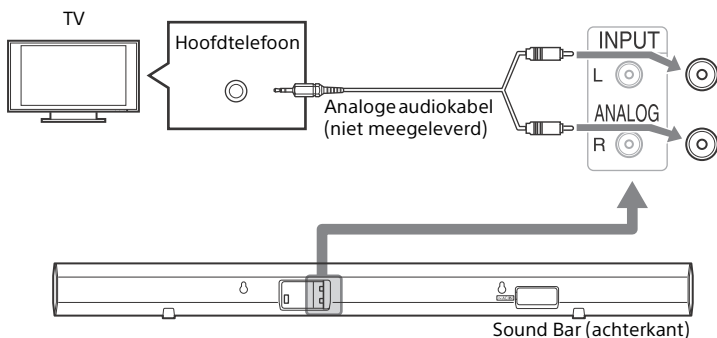 TV
Hoofdtelefoon
Analoge audiokabel
(niet meegeleverd)
INPUT
L
ANALOG
R
Sound Bar (achterkant)